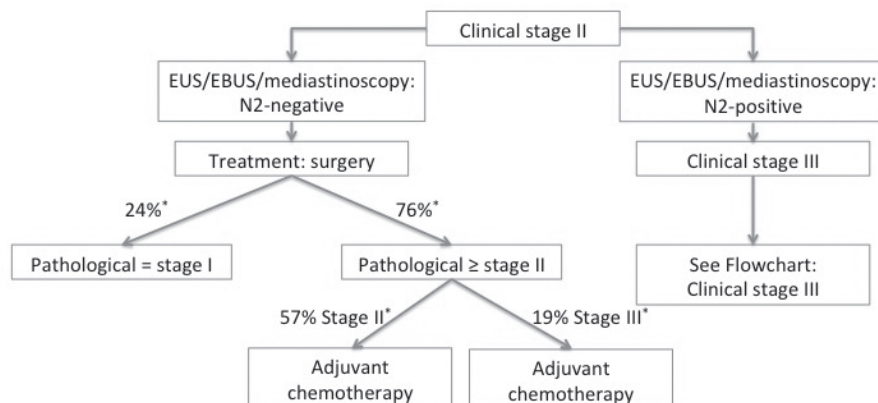 Clinical stage II
EUS/EBUS/mediastinoscopy:
N2-negative
EUS/EBUS/mediastinoscopy:
N2-positive
Treatment: surgery
Clinical stage III
24%*
76%*
Pathological = stage I
Pathological ≥ stage II
See Flowchart:
Clinical stage III
57% Stage II*
19% Stage III*
Adjuvant
chemotherapy
Adjuvant
chemotherapy